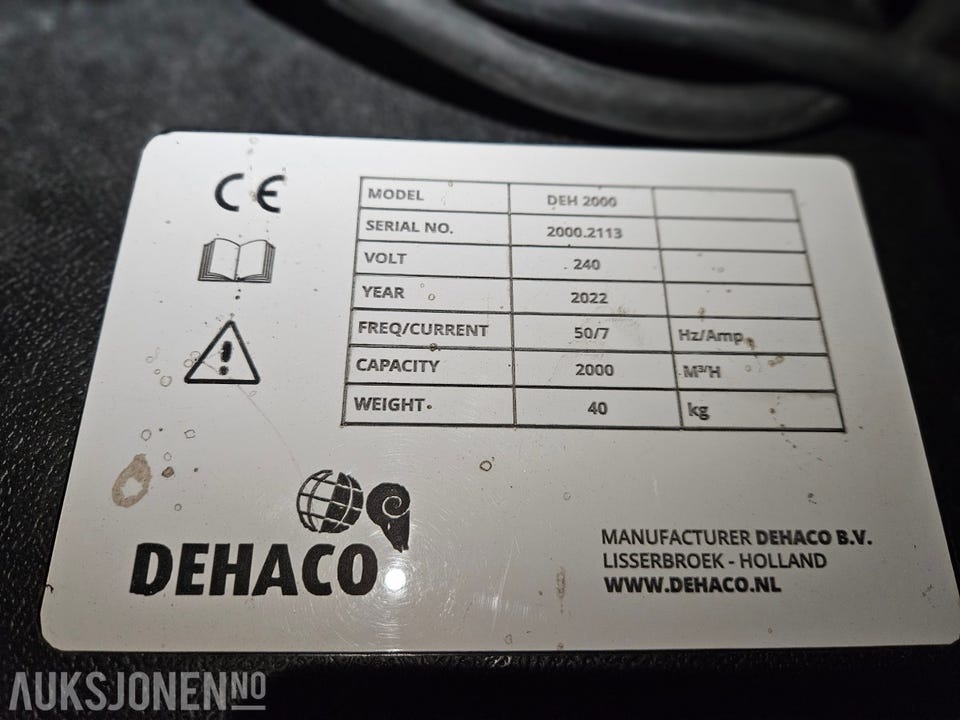 CE
MODEL DEH 2000
SERIAL NO. 2000.2113
VOLT 240
YEAR 2022
FREQ/CURRENT 50/7 Hz/Amp.
CAPACITY 2000 M³/H
WEIGHT 40 kg
DEHACO
MANUFACTURER DEHACO B.V.
LISSERBROEK - HOLLAND
WWW.DEHACO.NL
AUKSJONEN.NO